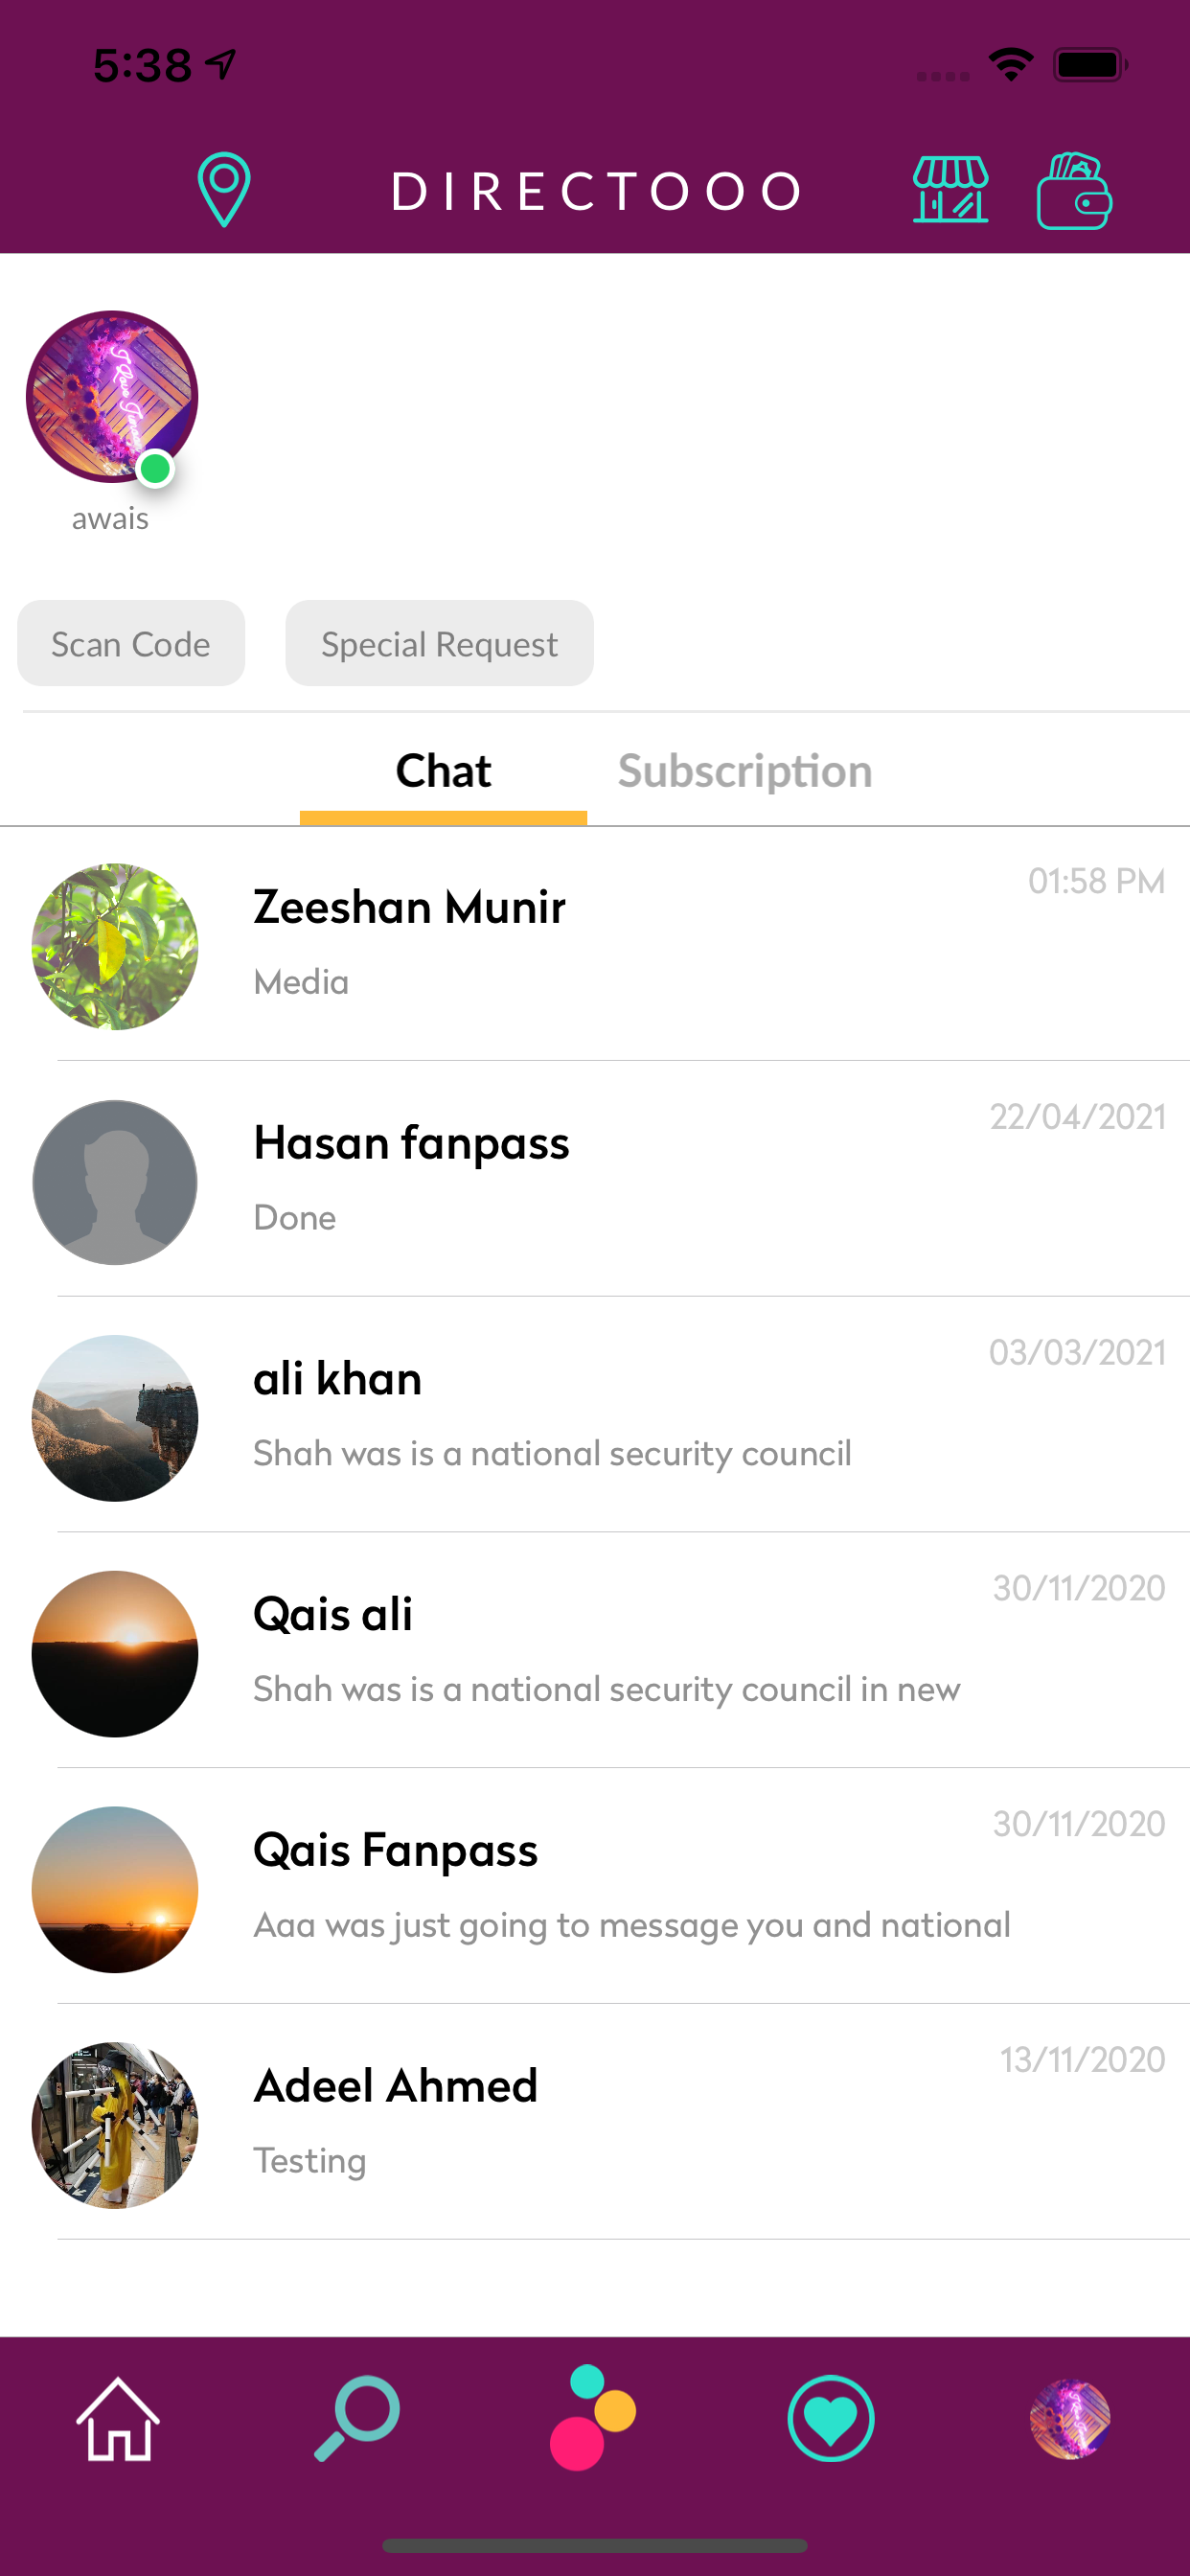 5:38
DIRECTOOO
awais
Scan Code
Special Request
Chat
Subscription
Zeeshan Munir
01:58 PM
Media
Hasan fanpass
22/04/2021
Done
ali khan
03/03/2021
Shah was is a national security council
Qais ali
30/11/2020
Shah was is a national security council in new
Qais Fanpass
30/11/2020
Aaa was just going to message you and national
Adeel Ahmed
13/11/2020
Testing